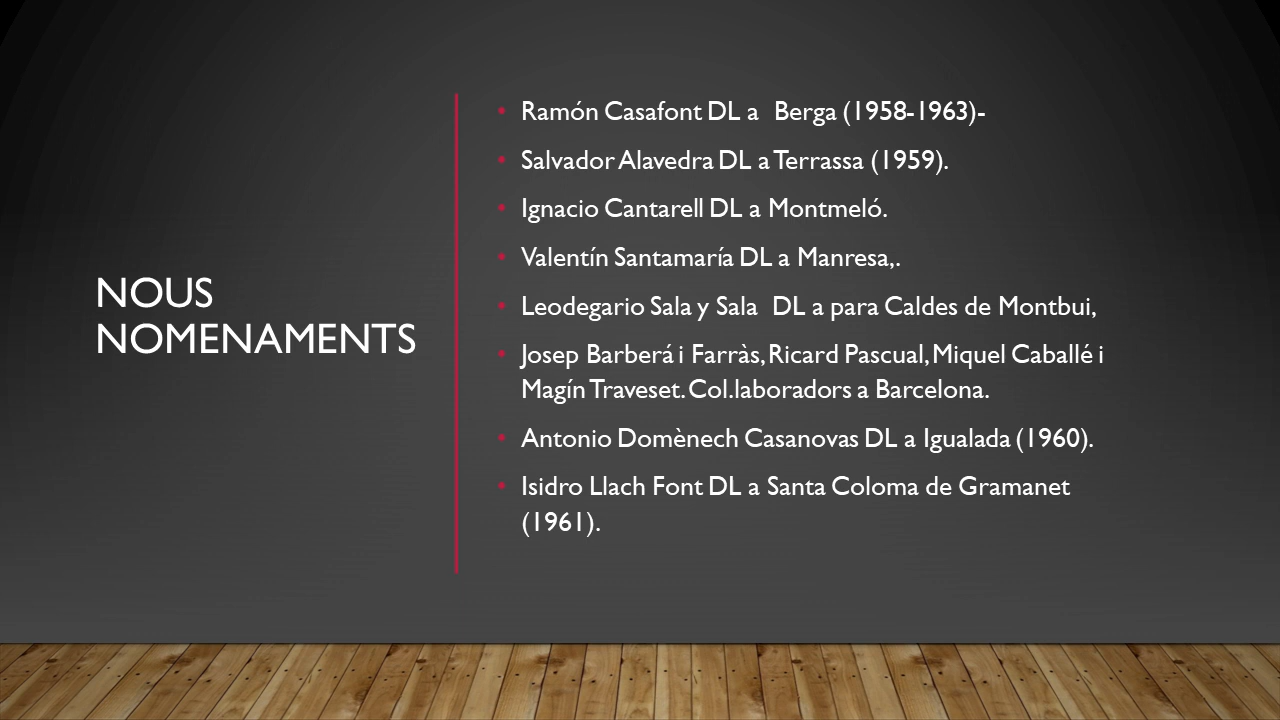 NOUS
NOMENAMENTS
• Ramón Casafont DL a  Berga (1958-1963)-
• Salvador Alavedra DL a Terrassa (1959).
• Ignacio Cantarell DL a Montmeló.
• Valentín Santamaría DL a Manresa,.
• Leodegario Sala y Sala  DL a para Caldes de Montbui,
• Josep Barberá i Farràs, Ricard Pascual, Miquel Caballé i
Magín Traveset. Col.laboradors a Barcelona.
• Antonio Domènech Casanovas DL a Igualada (1960).
• Isidro Llach Font DL a Santa Coloma de Gramanet
(1961).